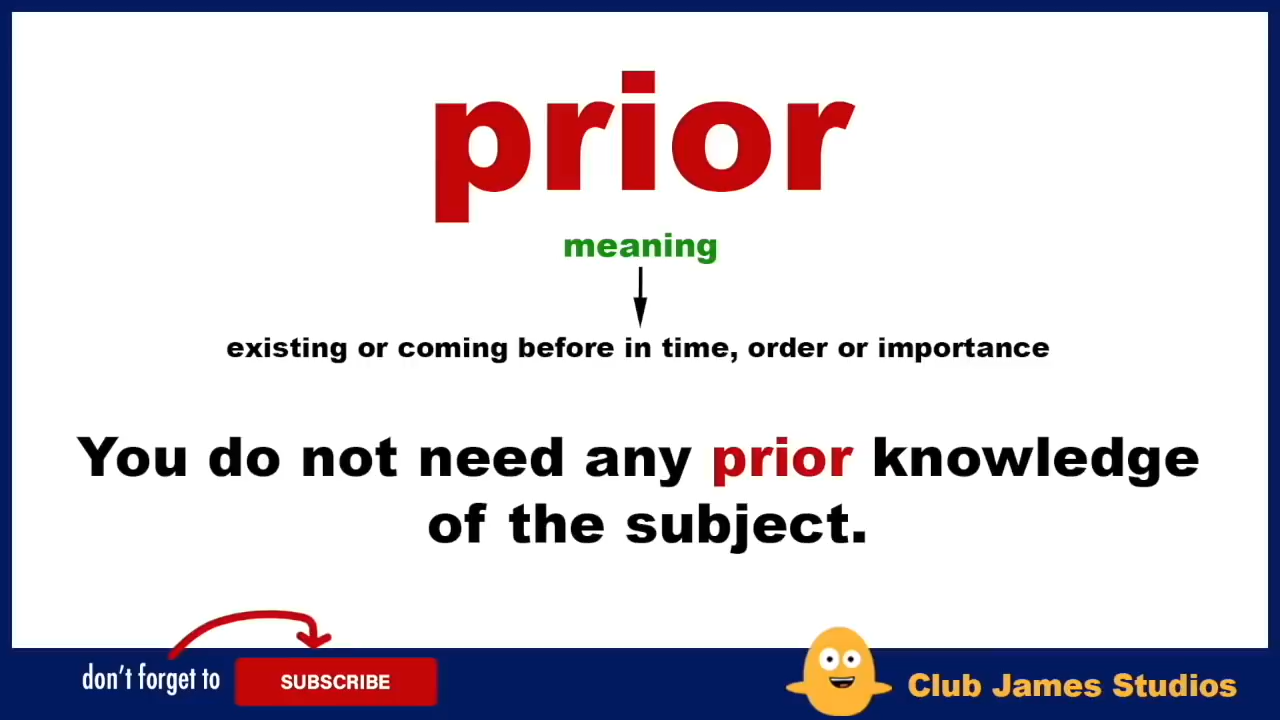 prior
meaning
existing or coming before in time, order or importance
You do not need any prior knowledge
of the subject.
don't forget to SUBSCRIBE
Club James Studios